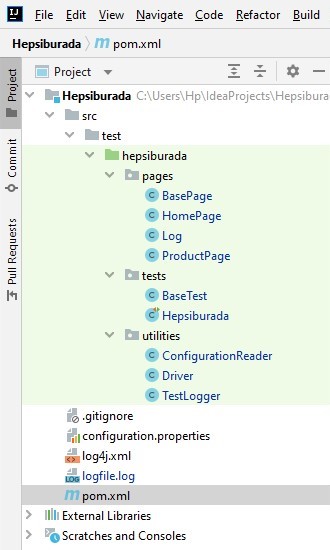 IJ File Edit View Navigate Code Refactor Build
Hepsiburada pom.xml
Project
Hepsiburada C:\Users\Hp\IdeaProjects\Hepsibura
src
test
hepsiburada
pages
BasePage
HomePage
Log
ProductPage
tests
BaseTest
Hepsiburada
utilities
ConfigurationReader
Driver
TestLogger
.gitignore
configuration.properties
log4j.xml
logfile.log
pom.xml
External Libraries
Scratches and Consoles
Project
Commit
Pull Requests